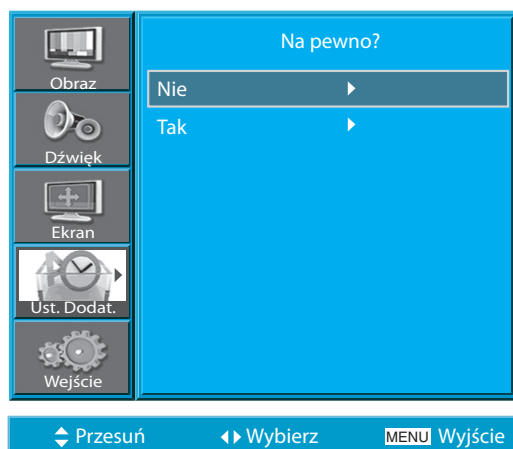 Obraz
Dźwięk
Ekran
Ust. Dodat.
Wejście
Na pewno?
Nie
Tak
Przesuń Wybierz MENU Wyjście